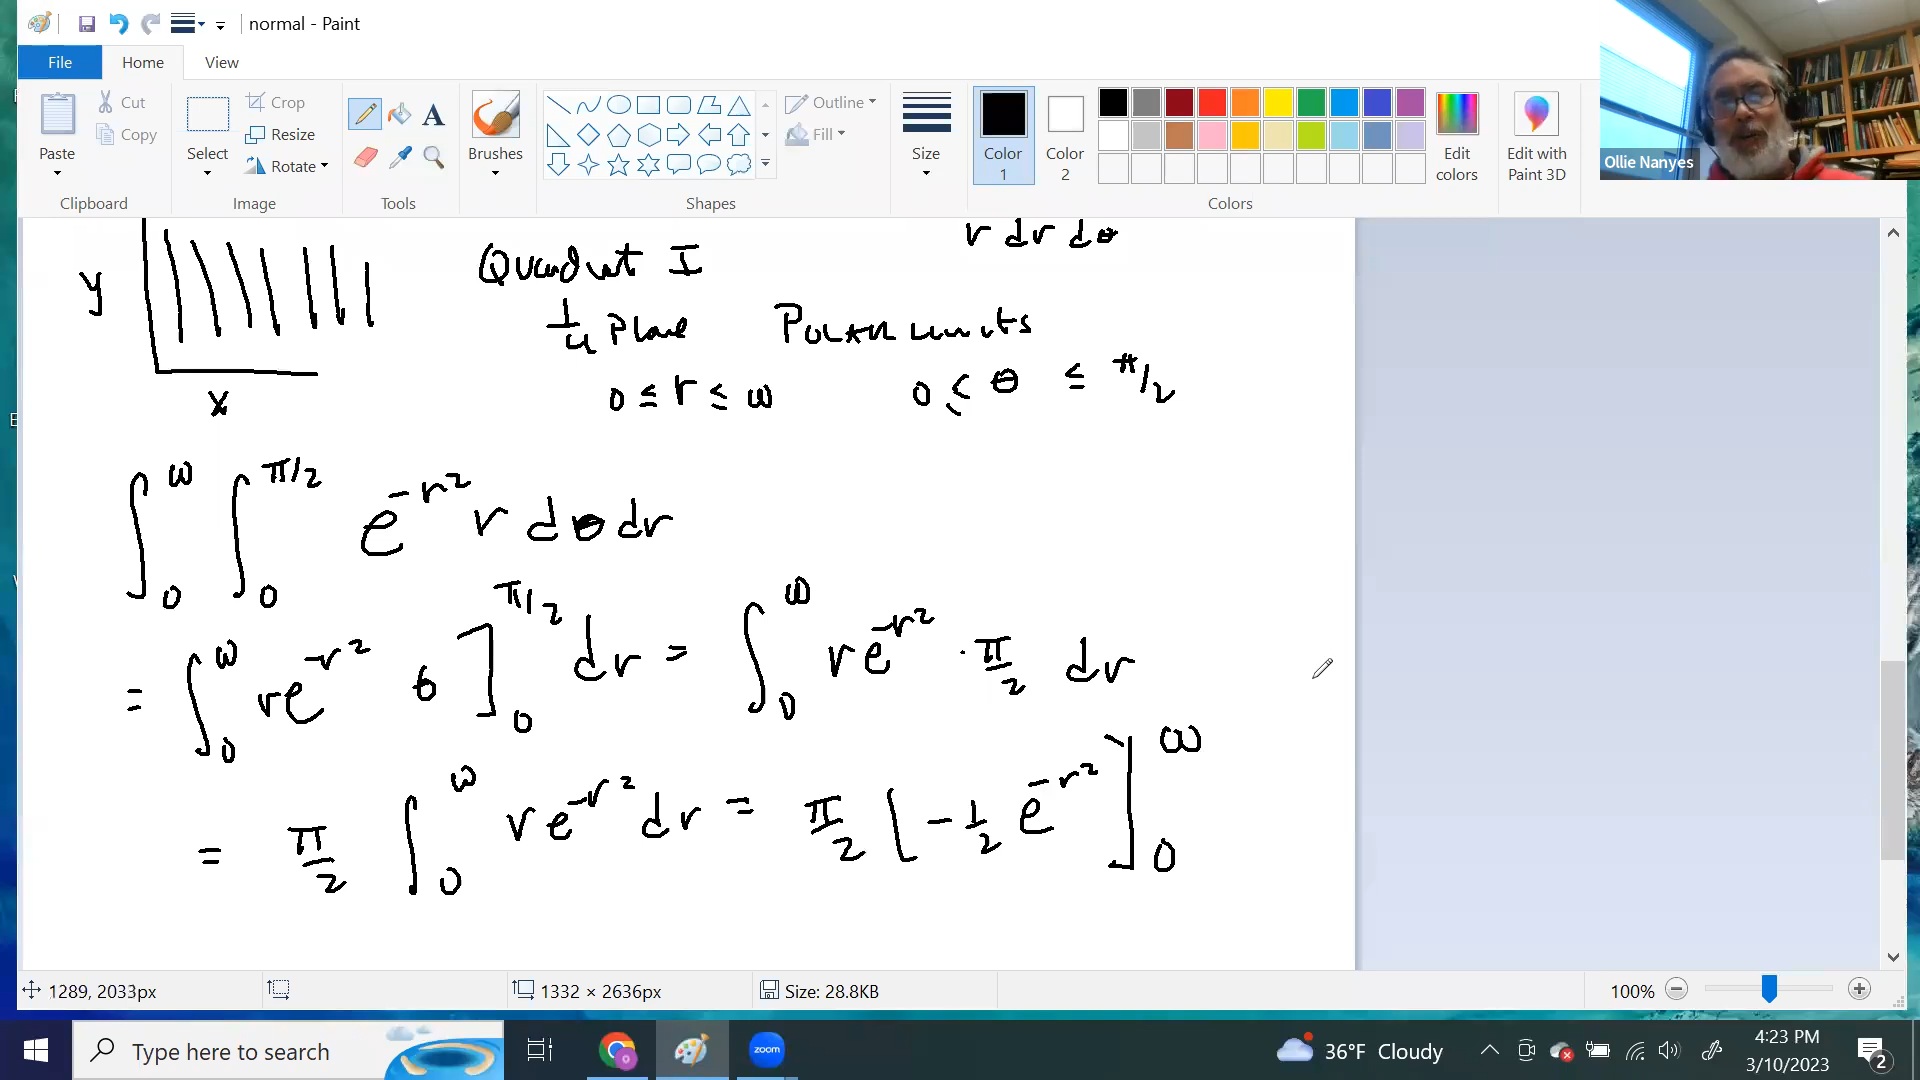 normal - Paint
File Home View
Paste
Cut
Copy
Clipboard
Select
Crop
Resize
Rotate
Image
Tools
Brushes
Shapes
Outline
Fill
Size
Color 1
Color 2
Edit colors
Edit with Paint 3D
Colors
Ollie Nanyes
r dr dθ
y
x
Quadrant I
1/4 Plane Polar limits
0 ≤ r ≤ ∞ 0 ≤ θ ≤ π/2
∫₀^∞ ∫₀^{π/2} e^{-r²} r dθ dr
= ∫₀^∞ re^{-r²} θ ]₀^{π/2} dr = ∫₀^∞ re^{-r²} · π/2 dr
= π/2 ∫₀^∞ re^{-r²} dr = π/2 [ -1/2 e^{-r²} ]₀^∞
1289, 2033px
1332 × 2636px
Size: 28.8KB
100%
Type here to search
zoom
36°F Cloudy
4:23 PM
3/10/2023
2